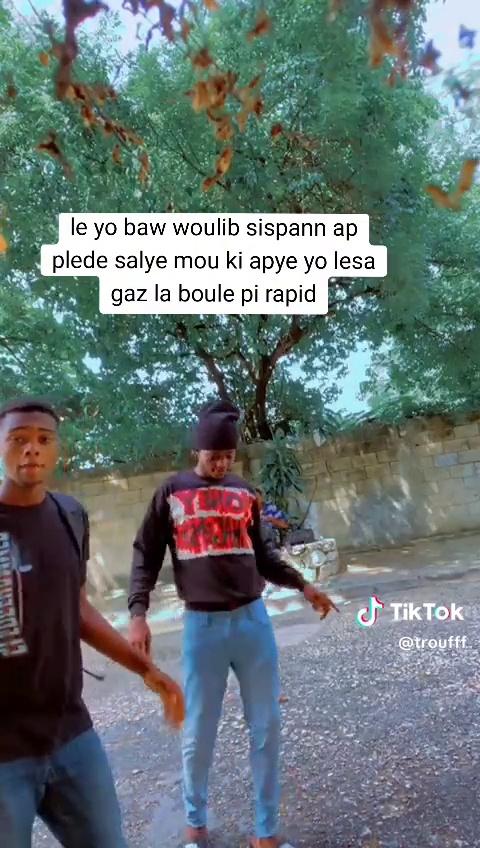 le yo baw woulib sispann ap
plede salye mou ki apye yo lesa
gaz la boule pi rapid
TikTok
@troufff